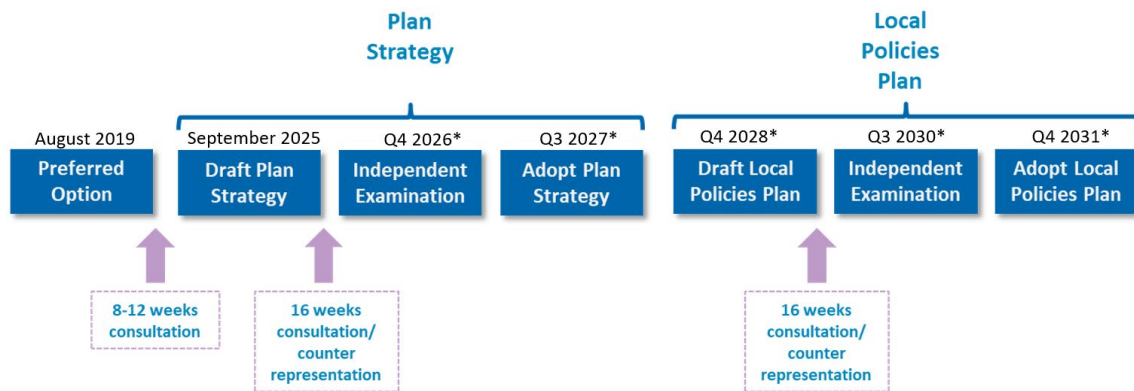 Plan
Strategy
Local
Policies
Plan
August 2019
September 2025
Q4 2026*
Q3 2027*
Q4 2028*
Q3 2030*
Q4 2031*
Preferred
Option
Draft Plan
Strategy
Independent
Examination
Adopt Plan
Strategy
Draft Local
Policies Plan
Independent
Examination
Adopt Local
Policies Plan
8-12 weeks
consultation
16 weeks
consultation/
counter
representation
16 weeks
consultation/
counter
representation